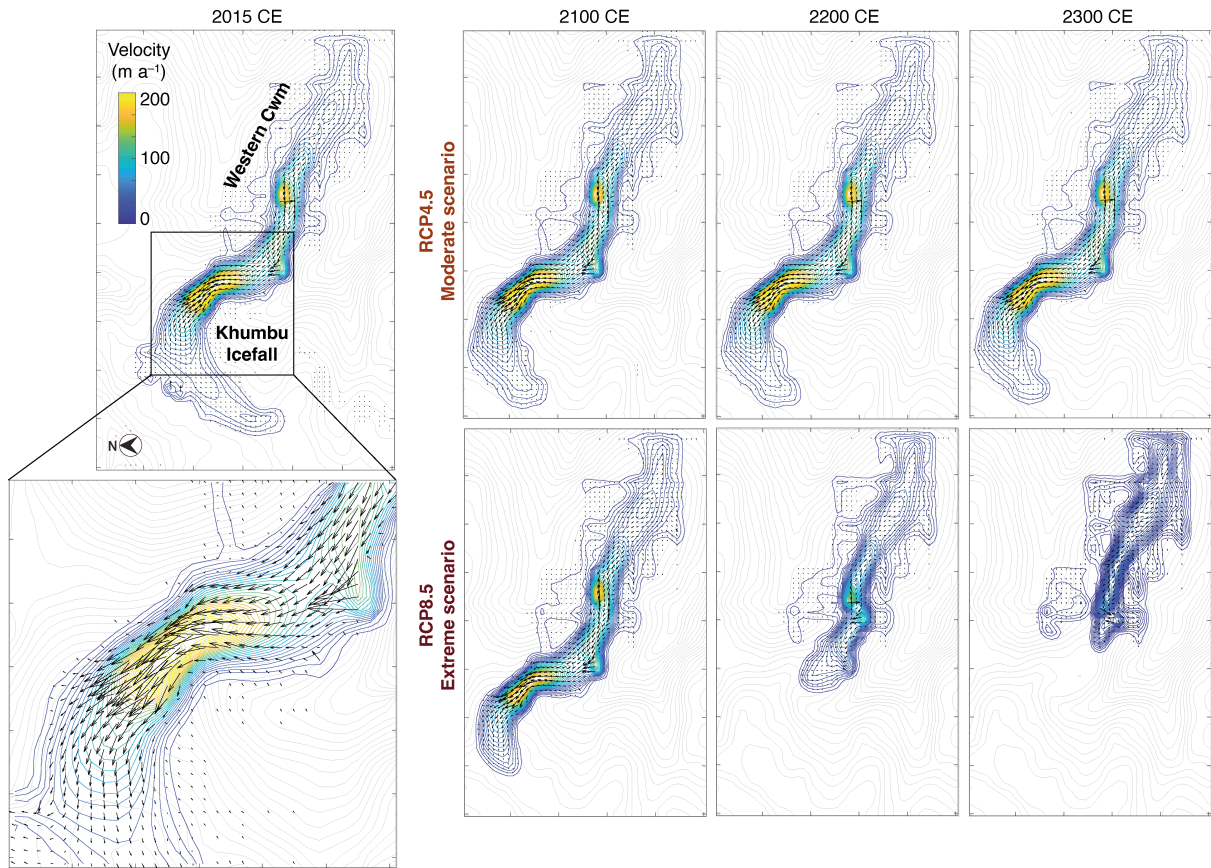 2015 CE
2100 CE
2200 CE
2300 CE
Velocity
(m a⁻¹)
200
100
0
Western Cwm
Khumbu
Icefall
N
RCP4.5
Moderate scenario
RCP8.5
Extreme scenario